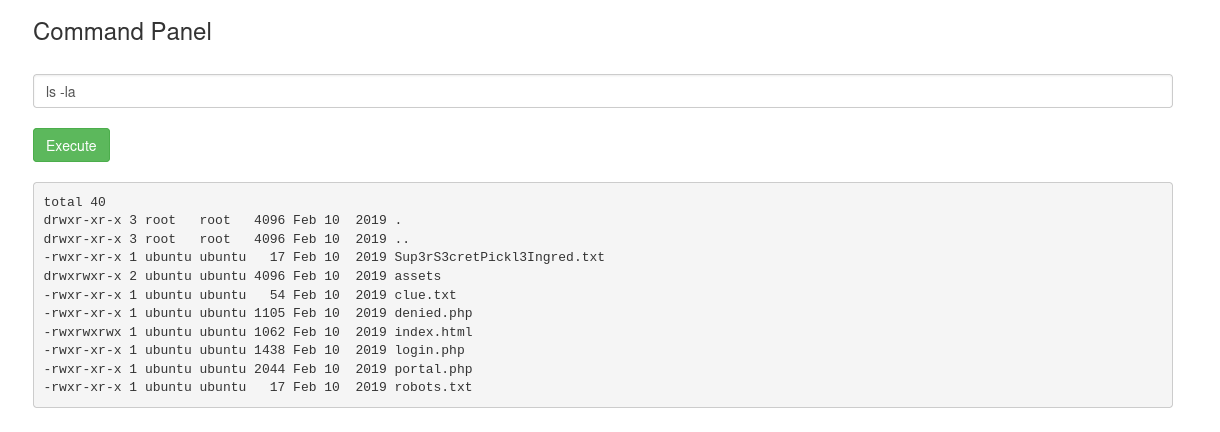 Command Panel
ls -la
Execute
total 40
drwxr-xr-x 3 root   root   4096 Feb 10  2019 .
drwxr-xr-x 3 root   root   4096 Feb 10  2019 ..
-rwxr-xr-x 1 ubuntu ubuntu   17 Feb 10  2019 Sup3rS3cretPickl3Ingred.txt
drwxrwxr-x 2 ubuntu ubuntu 4096 Feb 10  2019 assets
-rwxr-xr-x 1 ubuntu ubuntu   54 Feb 10  2019 clue.txt
-rwxr-xr-x 1 ubuntu ubuntu 1105 Feb 10  2019 denied.php
-rwxrwxrwx 1 ubuntu ubuntu 1062 Feb 10  2019 index.html
-rwxr-xr-x 1 ubuntu ubuntu 1438 Feb 10  2019 login.php
-rwxr-xr-x 1 ubuntu ubuntu 2044 Feb 10  2019 portal.php
-rwxr-xr-x 1 ubuntu ubuntu   17 Feb 10  2019 robots.txt